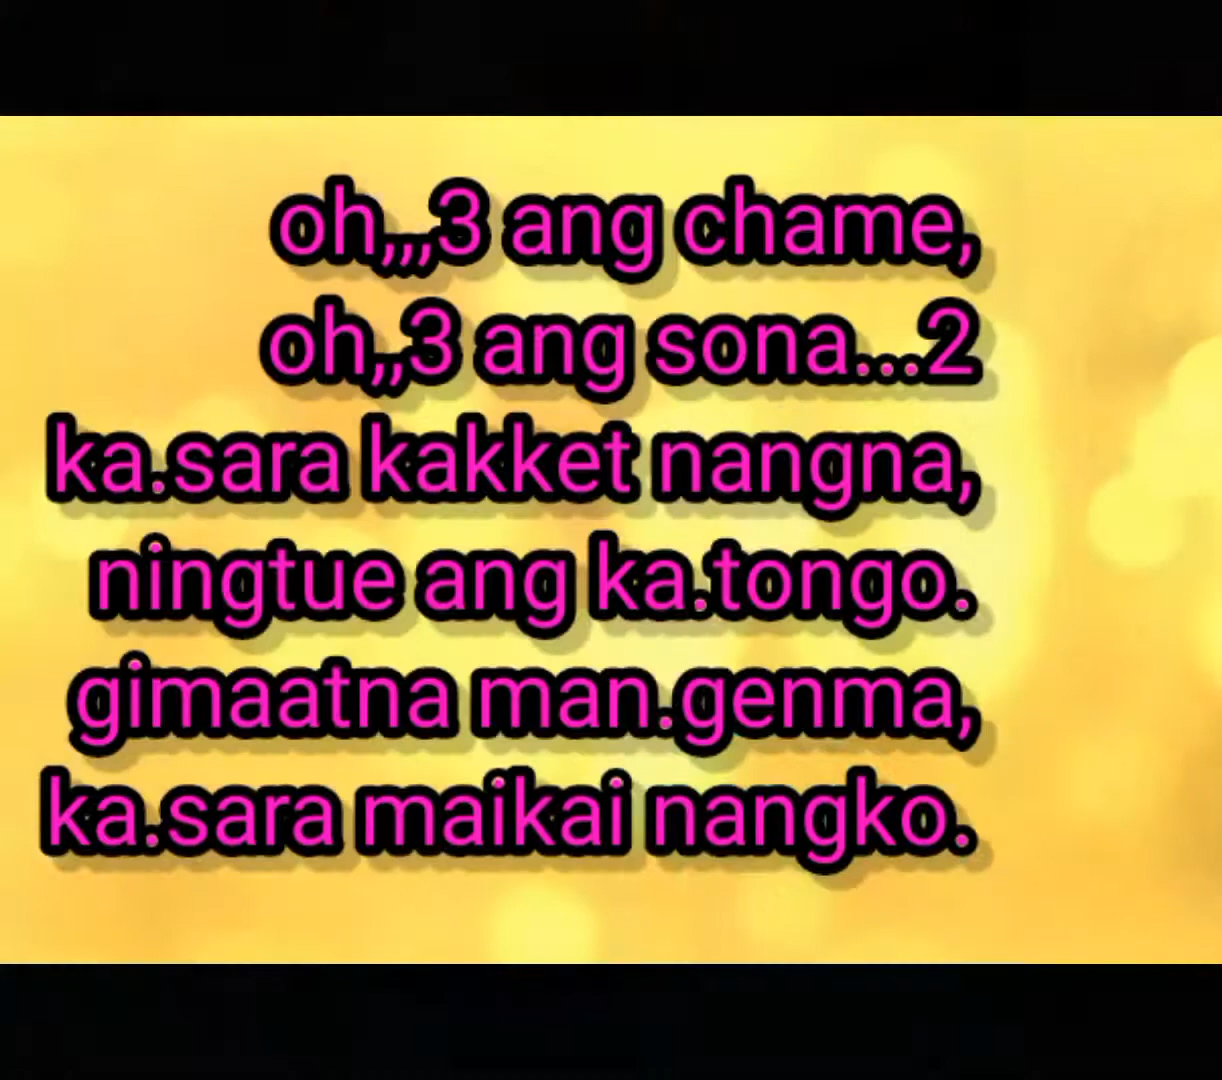 oh,,,3 ang chame,
oh,,3 ang sona...2
ka.sara kakket nangna,
ningtue ang ka.tongo.
gimaatna man.genma,
ka.sara maikai nangko.